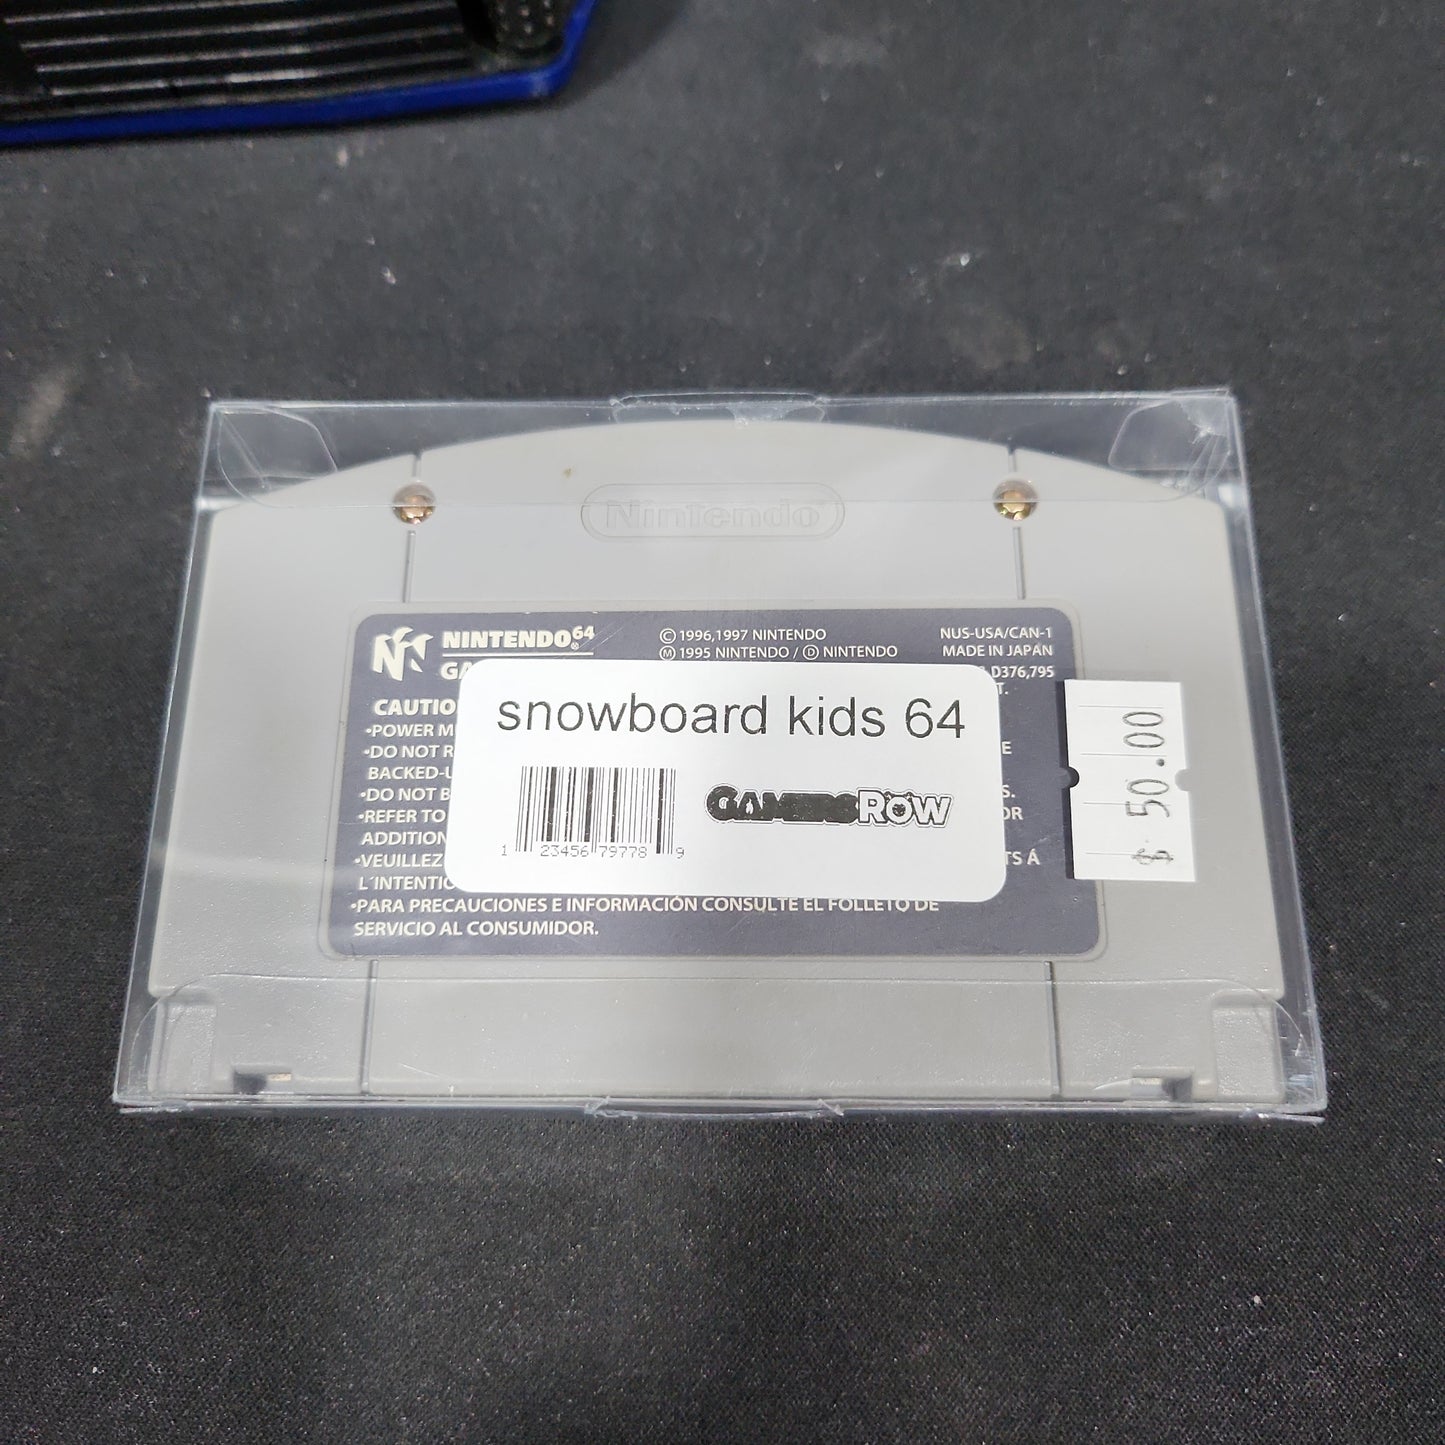 Nintendo
NINTENDO64
© 1996,1997 NINTENDO
Ⓜ 1995 NINTENDO / Ⓓ NINTENDO
NUS-USA/CAN-1
MADE IN JAPAN
D376,795
T.
GA
CAUTIO
•POWER M
•DO NOT R
E
BACKED-U
•DO NOT B
S.
•REFER TO
OR
ADDITION
•VEUILLEZ
TS Á
L'INTENTIO
•PARA PRECAUCIONES E INFORMACIÓN CONSULTE EL FOLLETO DE
SERVICIO AL CONSUMIDOR.
snowboard kids 64
1 23456 79778 9
GAMERSROW
$ 50.00